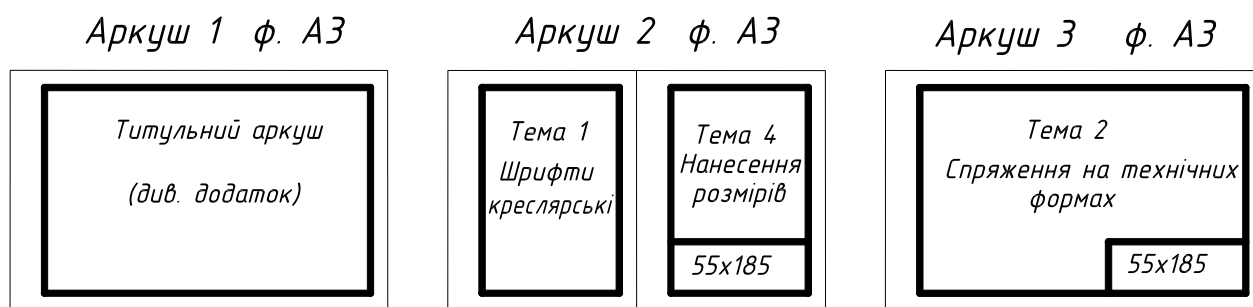 Аркуш 1 ф. А3
Титульний аркуш
(див. додаток)
Аркуш 2 ф. А3
Тема 1
Шрифти
креслярські
Тема 4
Нанесення
розмірів
55х185
Аркуш 3 ф. А3
Тема 2
Спряження на технічних
формах
55х185